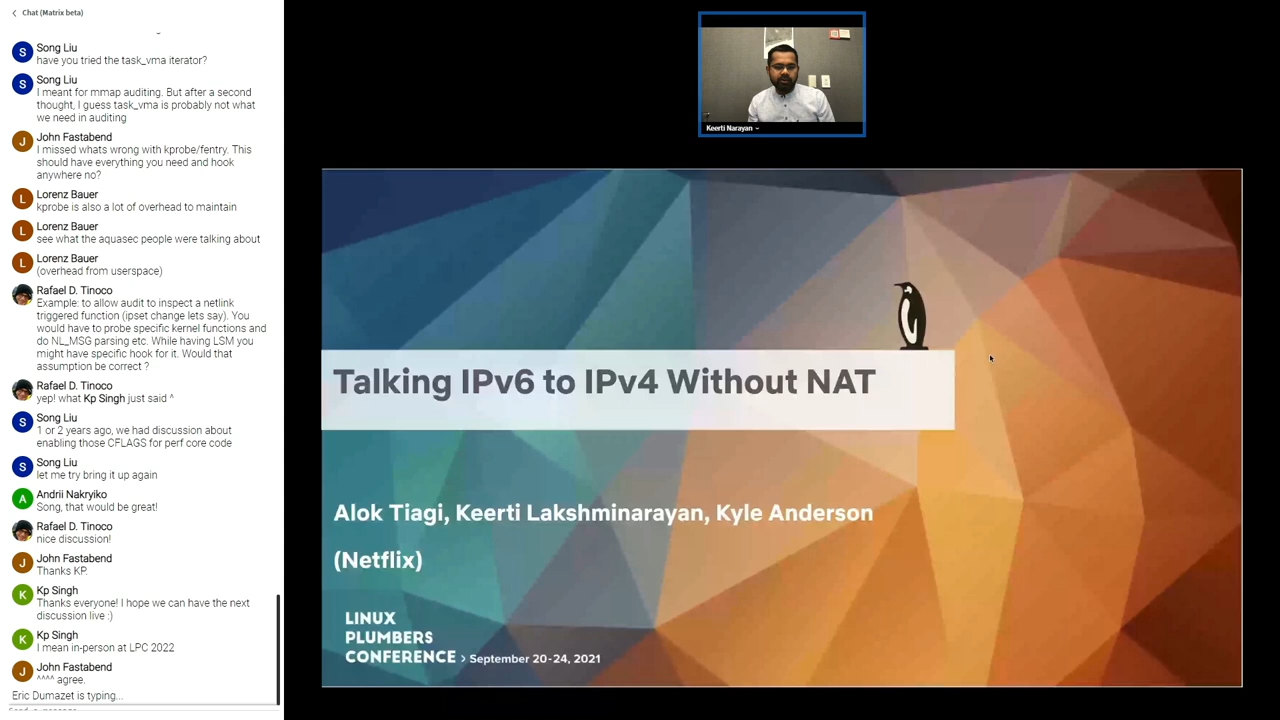 Chat (Matrix beta)
Song Liu
have you tried the task_vma iterator?
Song Liu
I meant for mmap auditing. But after a second
thought, I guess task_vma is probably not what
we need in auditing
John Fastabend
I missed whats wrong with kprobe/fentry. This
should have everything you need and hook
anywhere no?
Lorenz Bauer
kprobe is also a lot of overhead to maintain
Lorenz Bauer
see what the aquasec people were talking about
Lorenz Bauer
(overhead from userspace)
Rafael D. Tinoco
Example: to allow audit to inspect a netlink
triggered function (ipset change lets say). You
would have to probe specific kernel functions and
do NL_MSG parsing etc. While having LSM you
might have specific hook for it. Would that
assumption be correct ?
Rafael D. Tinoco
yep! what Kp Singh just said ^
Song Liu
1 or 2 years ago, we had discussion about
enabling those CFLAGS for perf core code
Song Liu
let me try bring it up again
Andrii Nakryiko
Song, that would be great!
Rafael D. Tinoco
nice discussion!
John Fastabend
Thanks KP.
Kp Singh
Thanks everyone! I hope we can have the next
discussion live :)
Kp Singh
I mean in-person at LPC 2022
John Fastabend
^^^^ agree.
Eric Dumazet is typing...
S
S
J
L
L
L
S
S
A
J
K
K
J
Keerti Narayan
Talking IPv6 to IPv4 Without NAT
Alok Tiagi, Keerti Lakshminarayan, Kyle Anderson
(Netflix)
LINUX
PLUMBERS
CONFERENCE > September 20-24, 2021